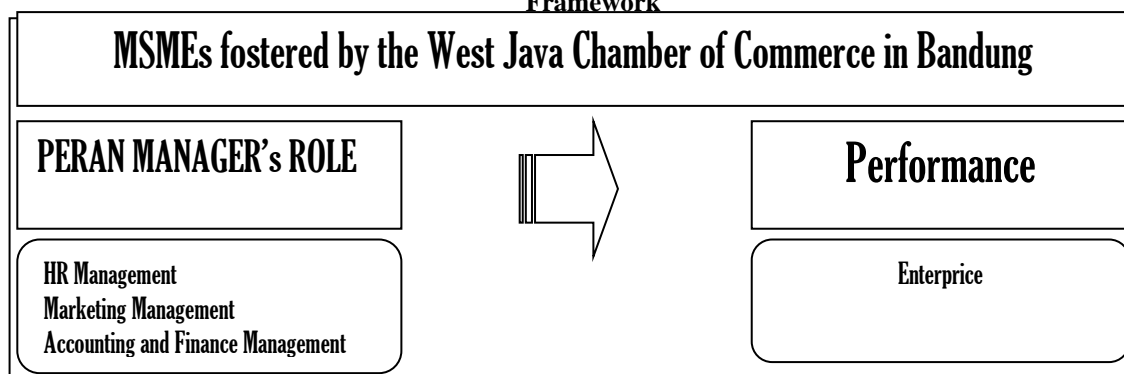 Framework
MSMEs fostered by the West Java Chamber of Commerce in Bandung
PERAN MANAGER's ROLE
Performance
HR Management
Marketing Management
Accounting and Finance Management
Enterprice